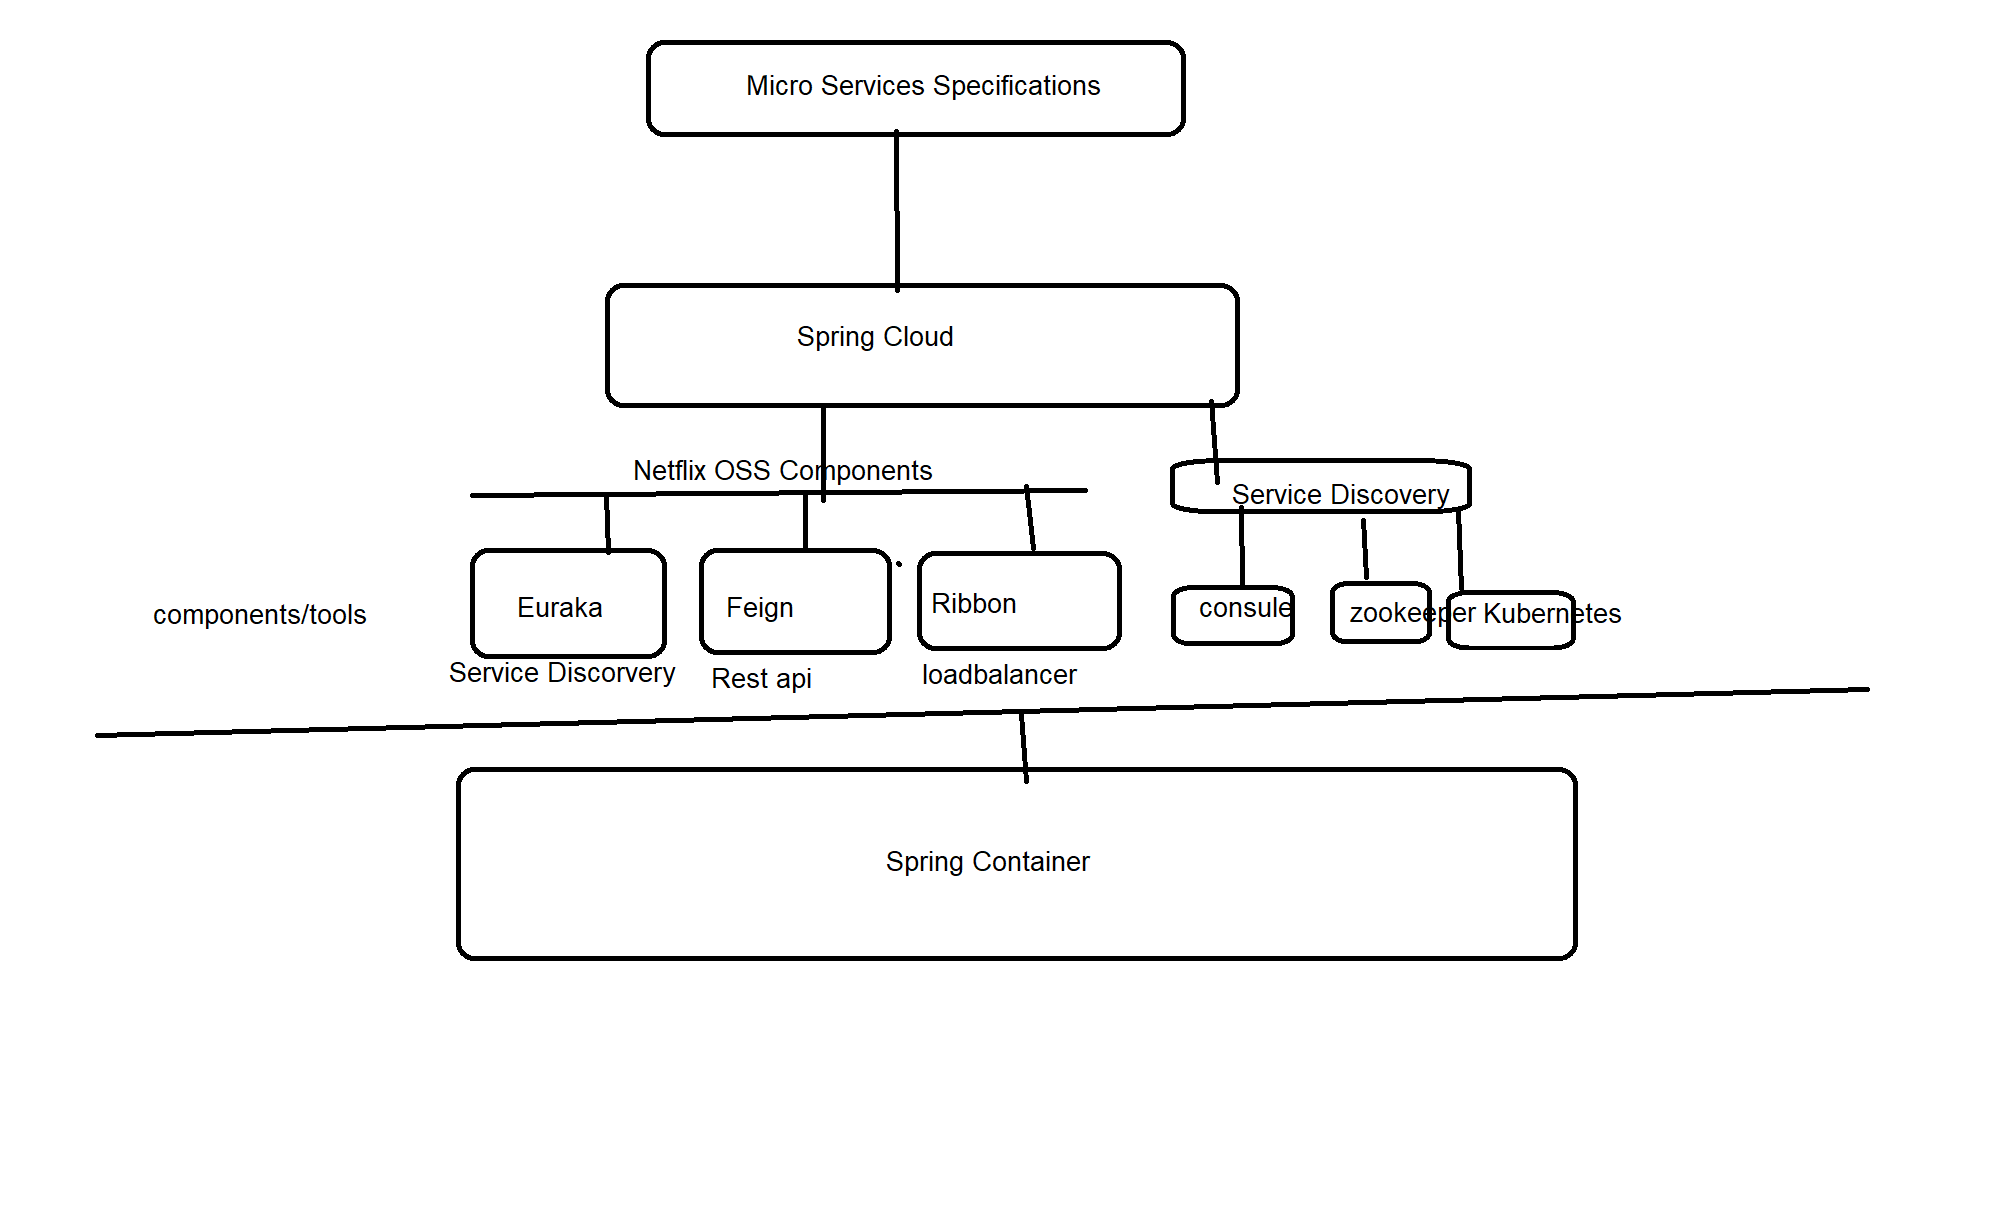 Micro Services Specifications
Spring Cloud
Netflix OSS Components
Service Discovery
components/tools
Euraka
Feign
Ribbon
consule
zookeeper
Kubernetes
Service Discorvery
Rest api
loadbalancer
Spring Container